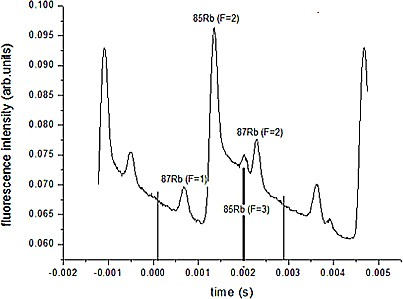 fluorescence intensity (arb.units)
0.100
0.095
0.090
0.085
0.080
0.075
0.070
0.065
0.060
85Rb (F=2)
87Rb (F=2)
87Rb (F=1)
85Rb (F=3)
-0.002 -0.001 0.000 0.001 0.002 0.003 0.004 0.005
time (s)